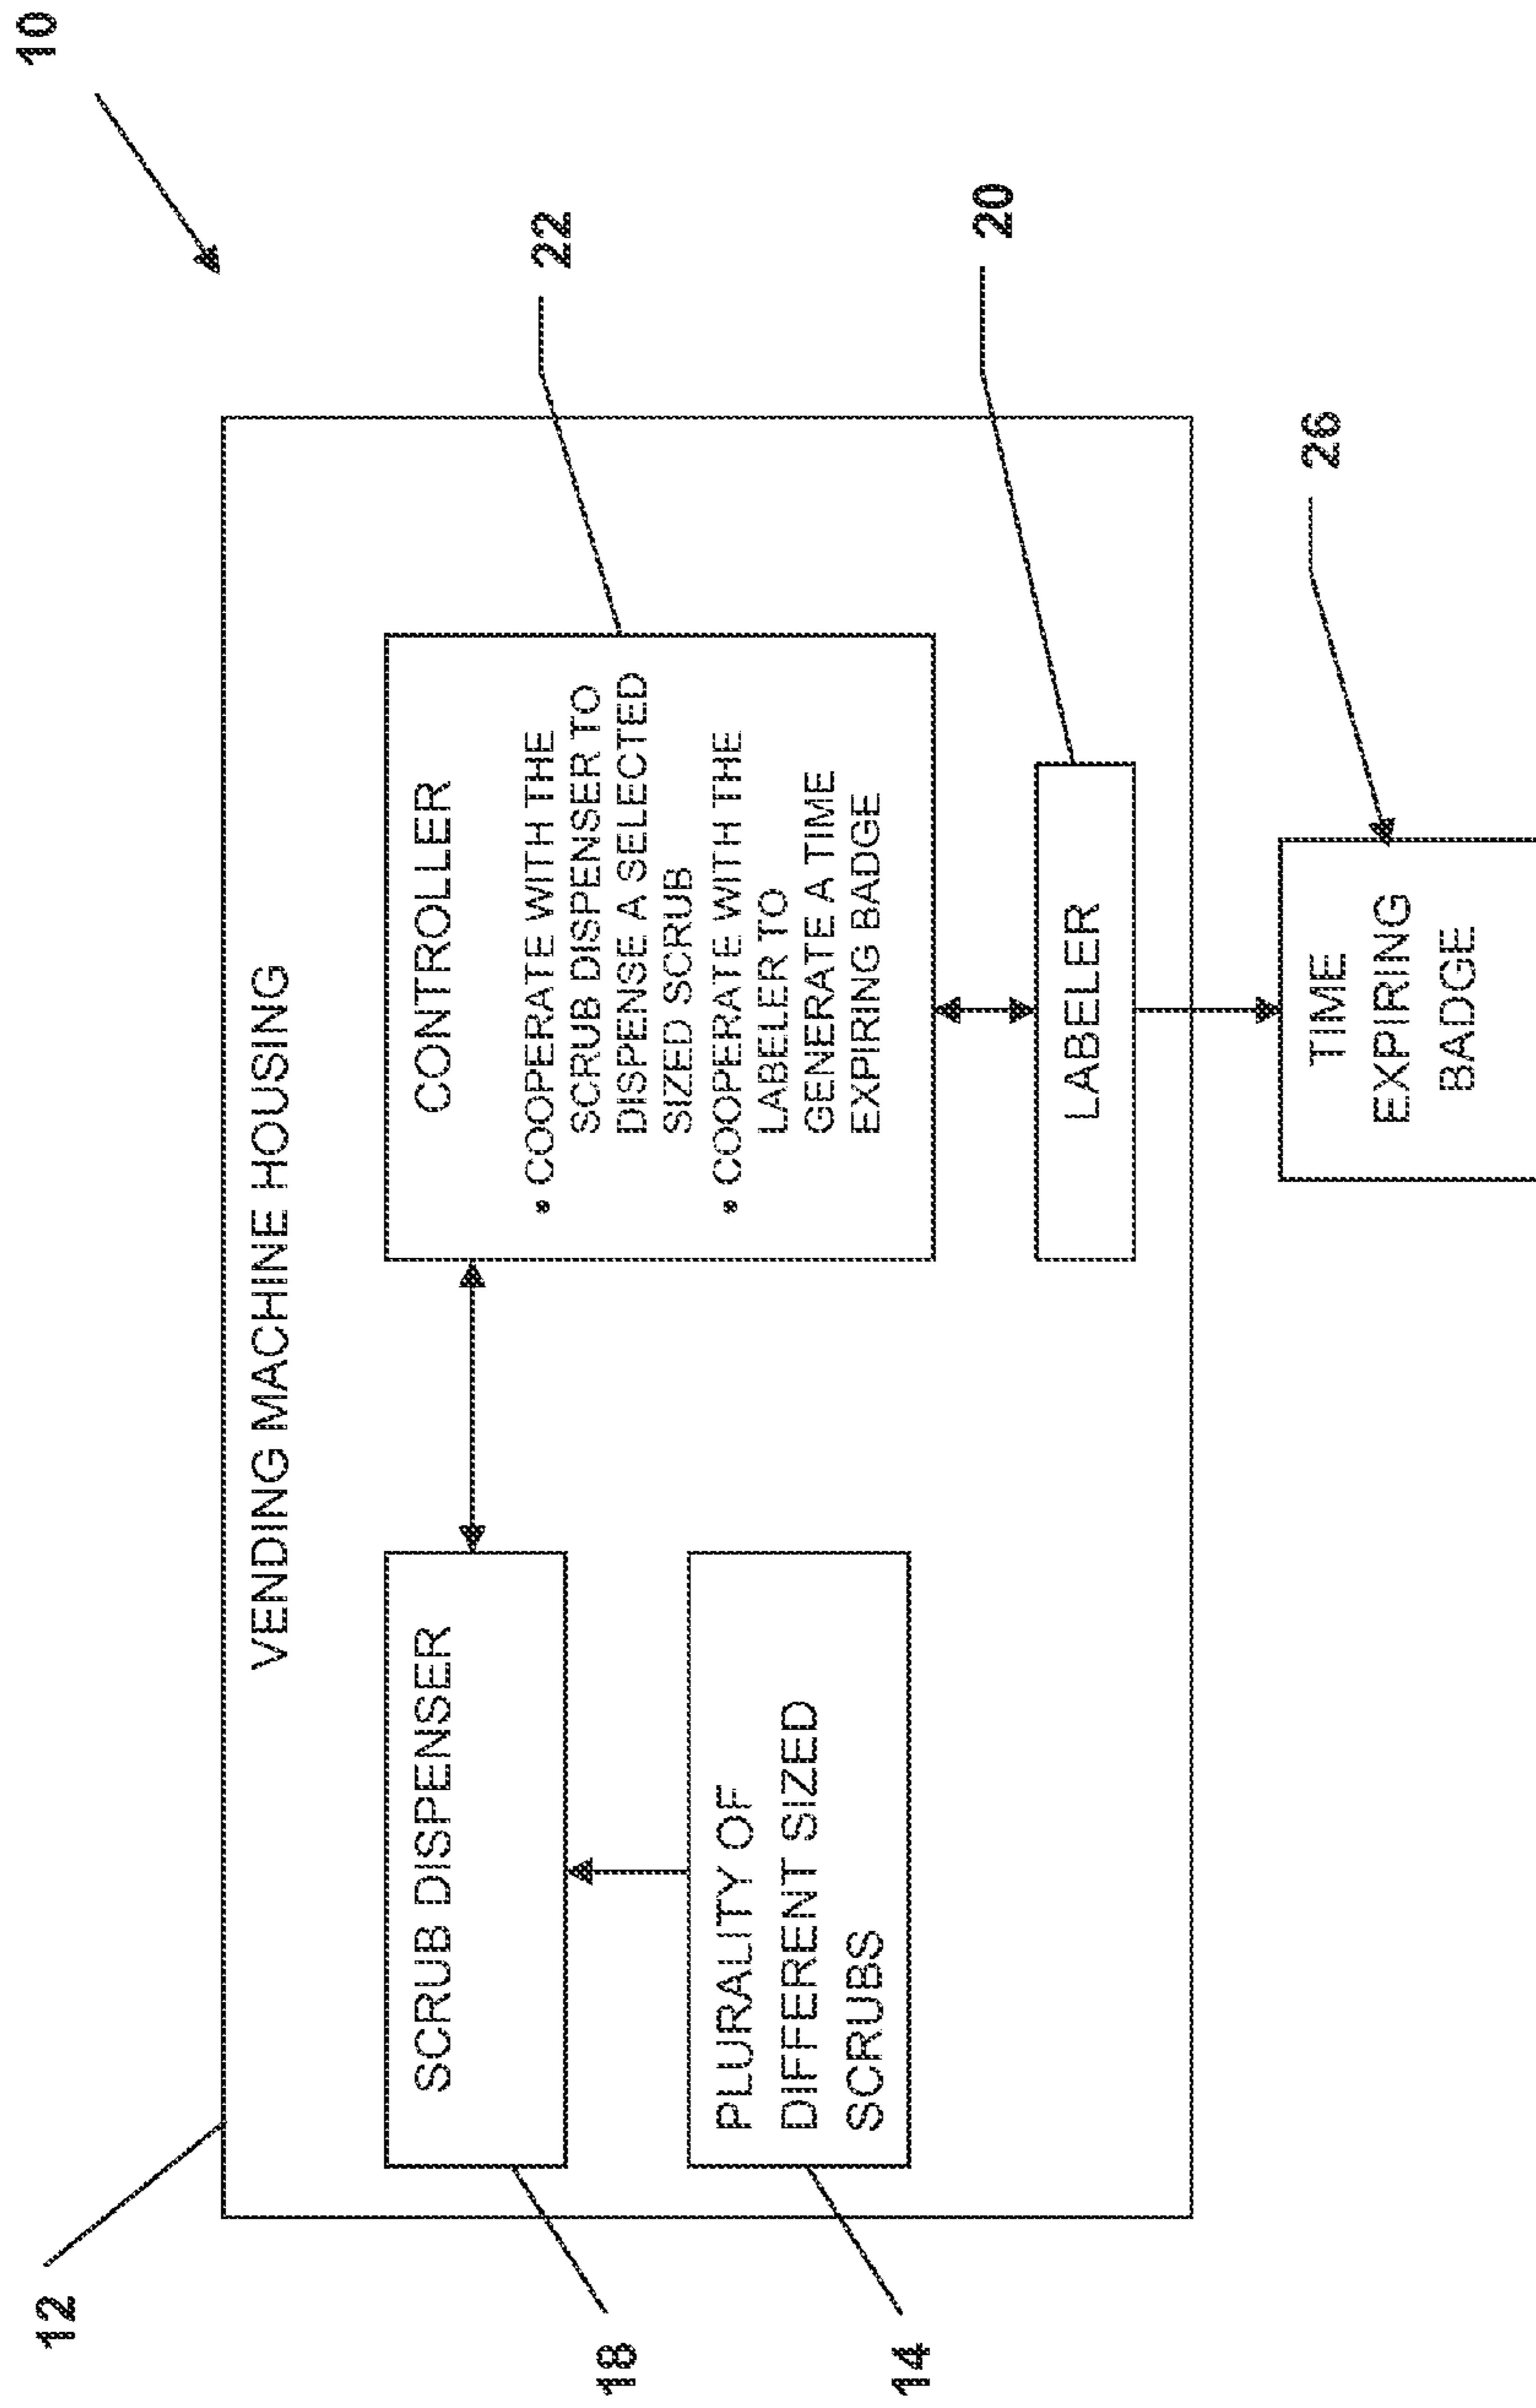 10
VENDING MACHINE HOUSING
12
SCRUB DISPENSER
18
PLURALITY OF
DIFFERENT SIZED
SCRUBS
14
CONTROLLER
• COOPERATE WITH THE
SCRUB DISPENSER TO
DISPENSE A SELECTED
SIZED SCRUB
• COOPERATE WITH THE
LABELER TO
GENERATE A TIME
EXPIRING BADGE
22
LABELER
20
TIME
EXPIRING
BADGE
26